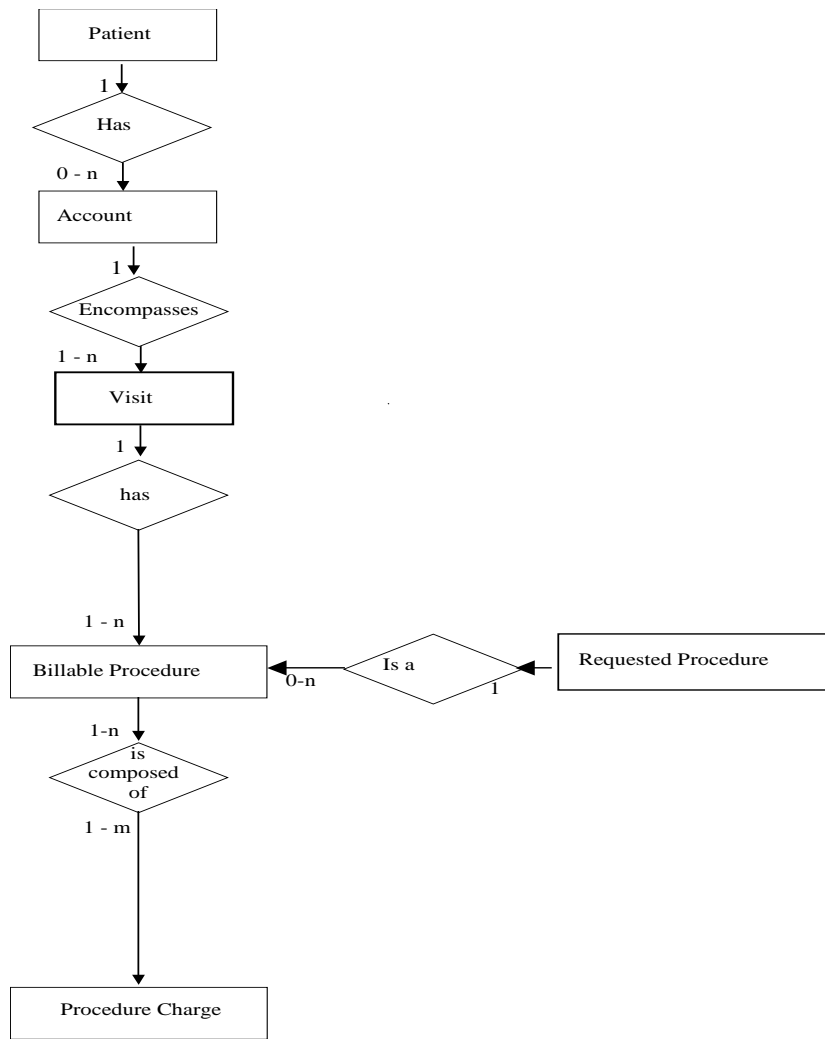 Patient
1
Has
0 - n
Account
1
Encompasses
1 - n
Visit
1
has
1 - n
Billable Procedure
0-n
Is a
1
Requested Procedure
1-n
is
composed
of
1 - m
Procedure Charge